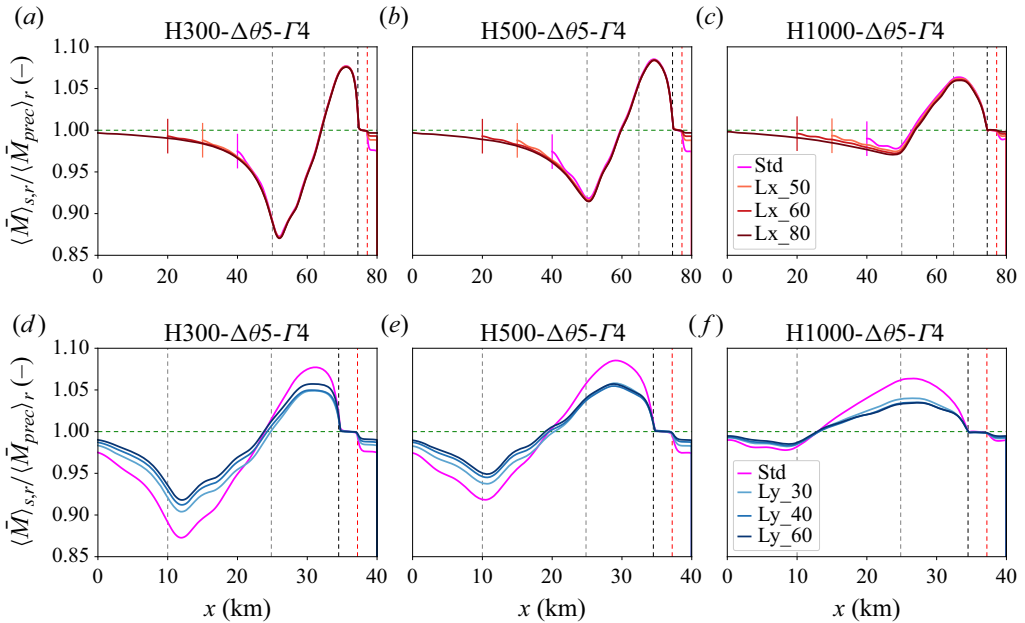 (a) H300-Δθ5-Γ4 (b) H500-Δθ5-Γ4 (c) H1000-Δθ5-Γ4
⟨M̄⟩s,r/⟨M̄prec⟩r (–)
1.10
1.05
1.00
0.95
0.90
0.85
Std
Lx_50
Lx_60
Lx_80
0 20 40 60 80 0 20 40 60 80 0 20 40 60 80
(d) H300-Δθ5-Γ4 (e) H500-Δθ5-Γ4 (f) H1000-Δθ5-Γ4
⟨M̄⟩s,r/⟨M̄prec⟩r (–)
1.10
1.05
1.00
0.95
0.90
0.85
Std
Ly_30
Ly_40
Ly_60
0 10 20 30 40 0 10 20 30 40 0 10 20 30 40
x (km) x (km) x (km)